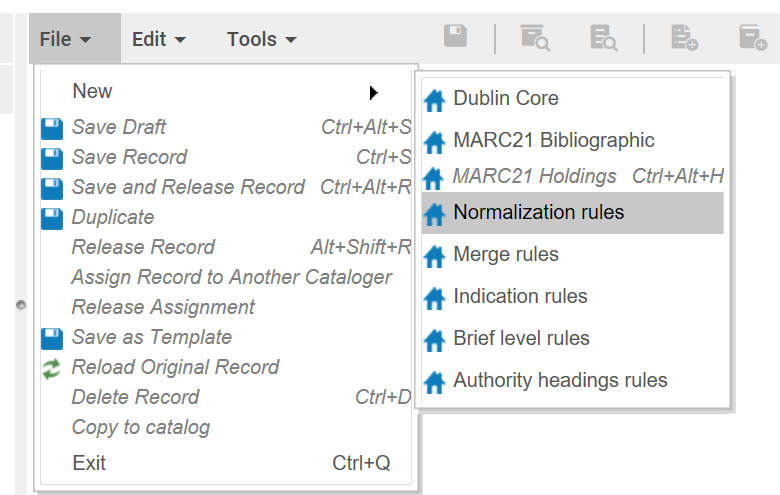 File Edit Tools
New
Save Draft Ctrl+Alt+S
Save Record Ctrl+S
Save and Release Record Ctrl+Alt+R
Duplicate
Release Record Alt+Shift+R
Assign Record to Another Cataloger
Release Assignment
Save as Template
Reload Original Record
Delete Record Ctrl+D
Copy to catalog
Exit Ctrl+Q
Dublin Core
MARC21 Bibliographic
MARC21 Holdings Ctrl+Alt+H
Normalization rules
Merge rules
Indication rules
Brief level rules
Authority headings rules